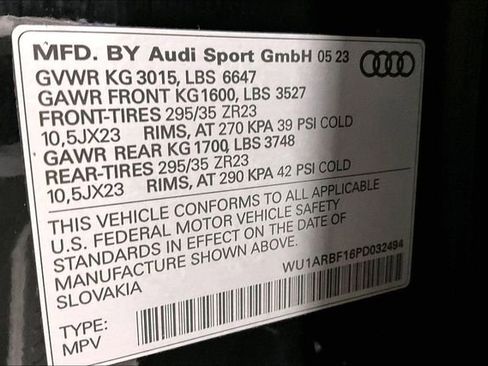 MFD. BY Audi Sport GmbH 05 23
GVWR KG 3015, LBS 6647
GAWR FRONT KG1600, LBS 3527
FRONT-TIRES 295/35 ZR23
10,5JX23 RIMS, AT 270 KPA 39 PSI COLD
GAWR REAR KG 1700, LBS 3748
REAR-TIRES 295/35 ZR23
10,5JX23 RIMS, AT 290 KPA 42 PSI COLD
THIS VEHICLE CONFORMS TO ALL APPLICABLE
U.S. FEDERAL MOTOR VEHICLE SAFETY
STANDARDS IN EFFECT ON THE DATE OF
MANUFACTURE SHOWN ABOVE.
SLOVAKIA WU1ARBF16PD032494
TYPE:
MPV